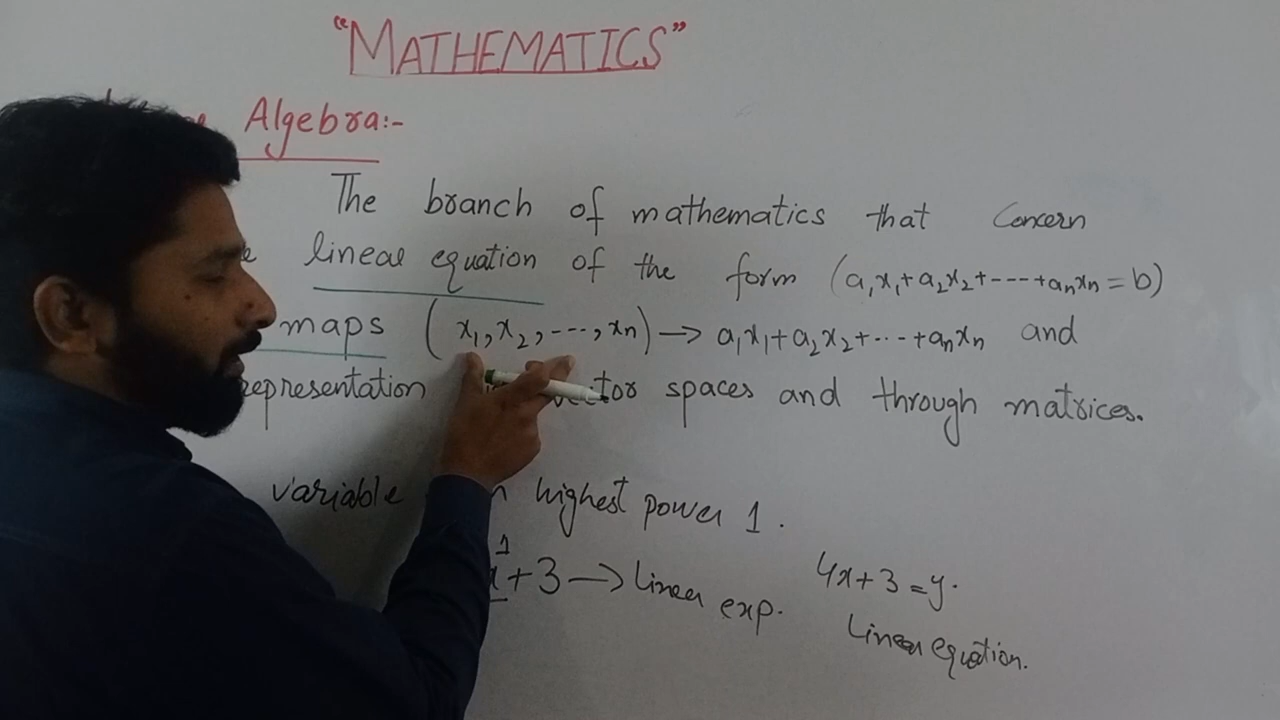 “MATHEMATICS”
Algebra:-
The branch of mathematics that Concern
linear equation of the form (a₁x₁+a₂x₂+----+aₙxₙ=b)
maps (x₁,x₂,---,xₙ)→a₁x₁+a₂x₂+---+aₙxₙ and
representation spaces and through matrices.
variable highest power 1.
x¹+3→linear exp.
4x+3=y.
Linear equation.